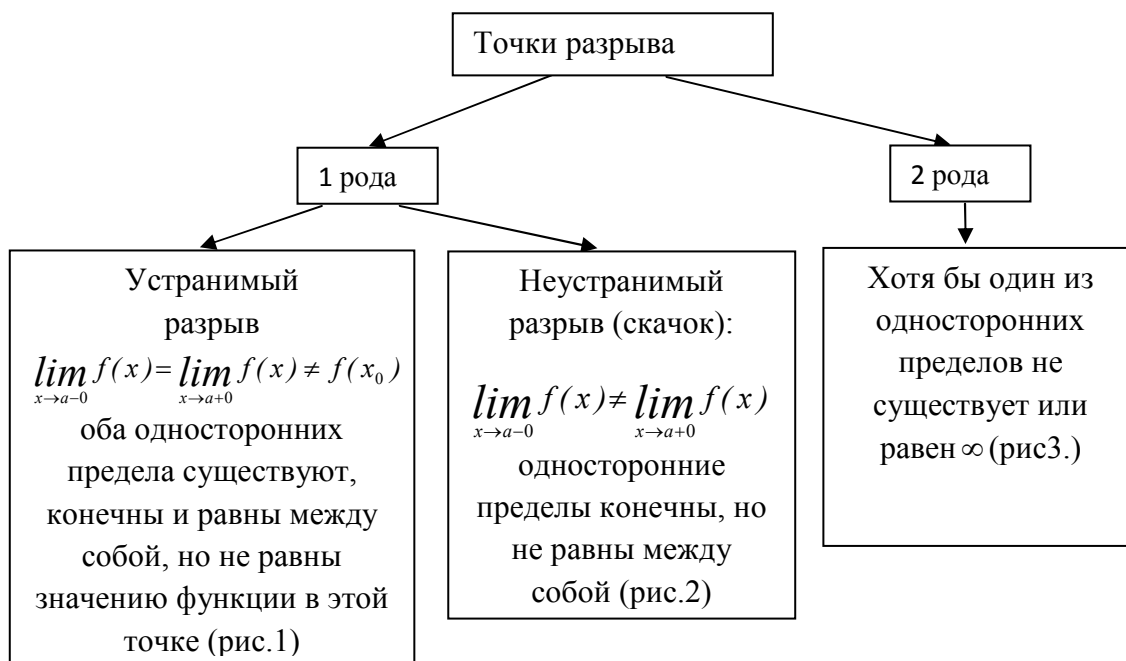 Точки разрыва
1 рода
2 рода
Устранимый
разрыв
lim f(x) = lim f(x) ≠ f(x₀)
x→a−0 x→a+0
оба односторонних
предела существуют,
конечны и равны между
собой, но не равны
значению функции в этой
точке (рис.1)
Неустранимый
разрыв (скачок):
lim f(x) ≠ lim f(x)
x→a−0 x→a+0
односторонние
пределы конечны, но
не равны между
собой (рис.2)
Хотя бы один из
односторонних
пределов не
существует или
равен ∞ (рис3.)